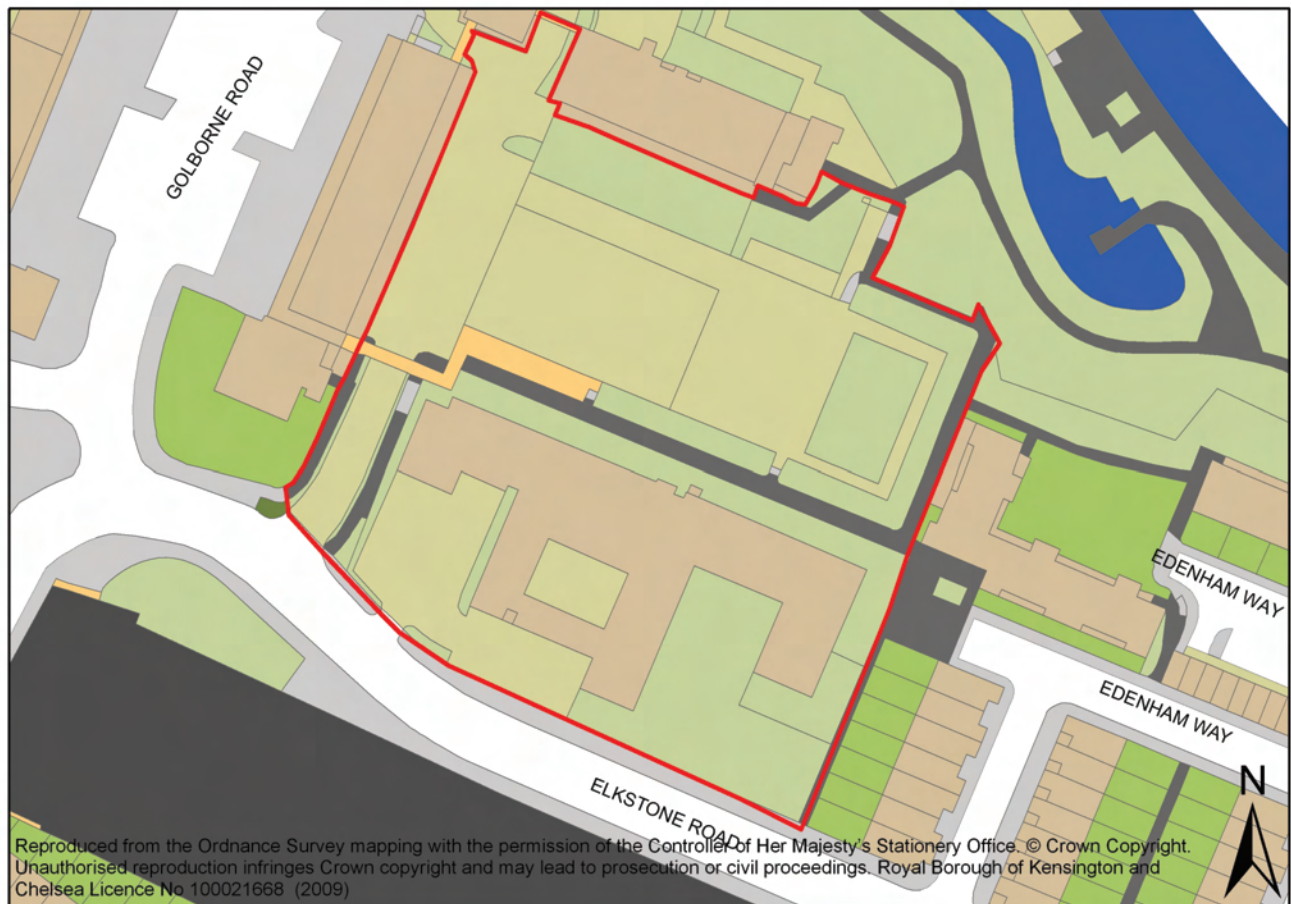 GOLBORNE ROAD
EDENHAM WAY
EDENHAM WAY
ELKSTONE ROAD
N
Reproduced from the Ordnance Survey mapping with the permission of the Controller of Her Majesty's Stationery Office. © Crown Copyright.
Unauthorised reproduction infringes Crown copyright and may lead to prosecution or civil proceedings. Royal Borough of Kensington and
Chelsea Licence No 100021668 (2009)